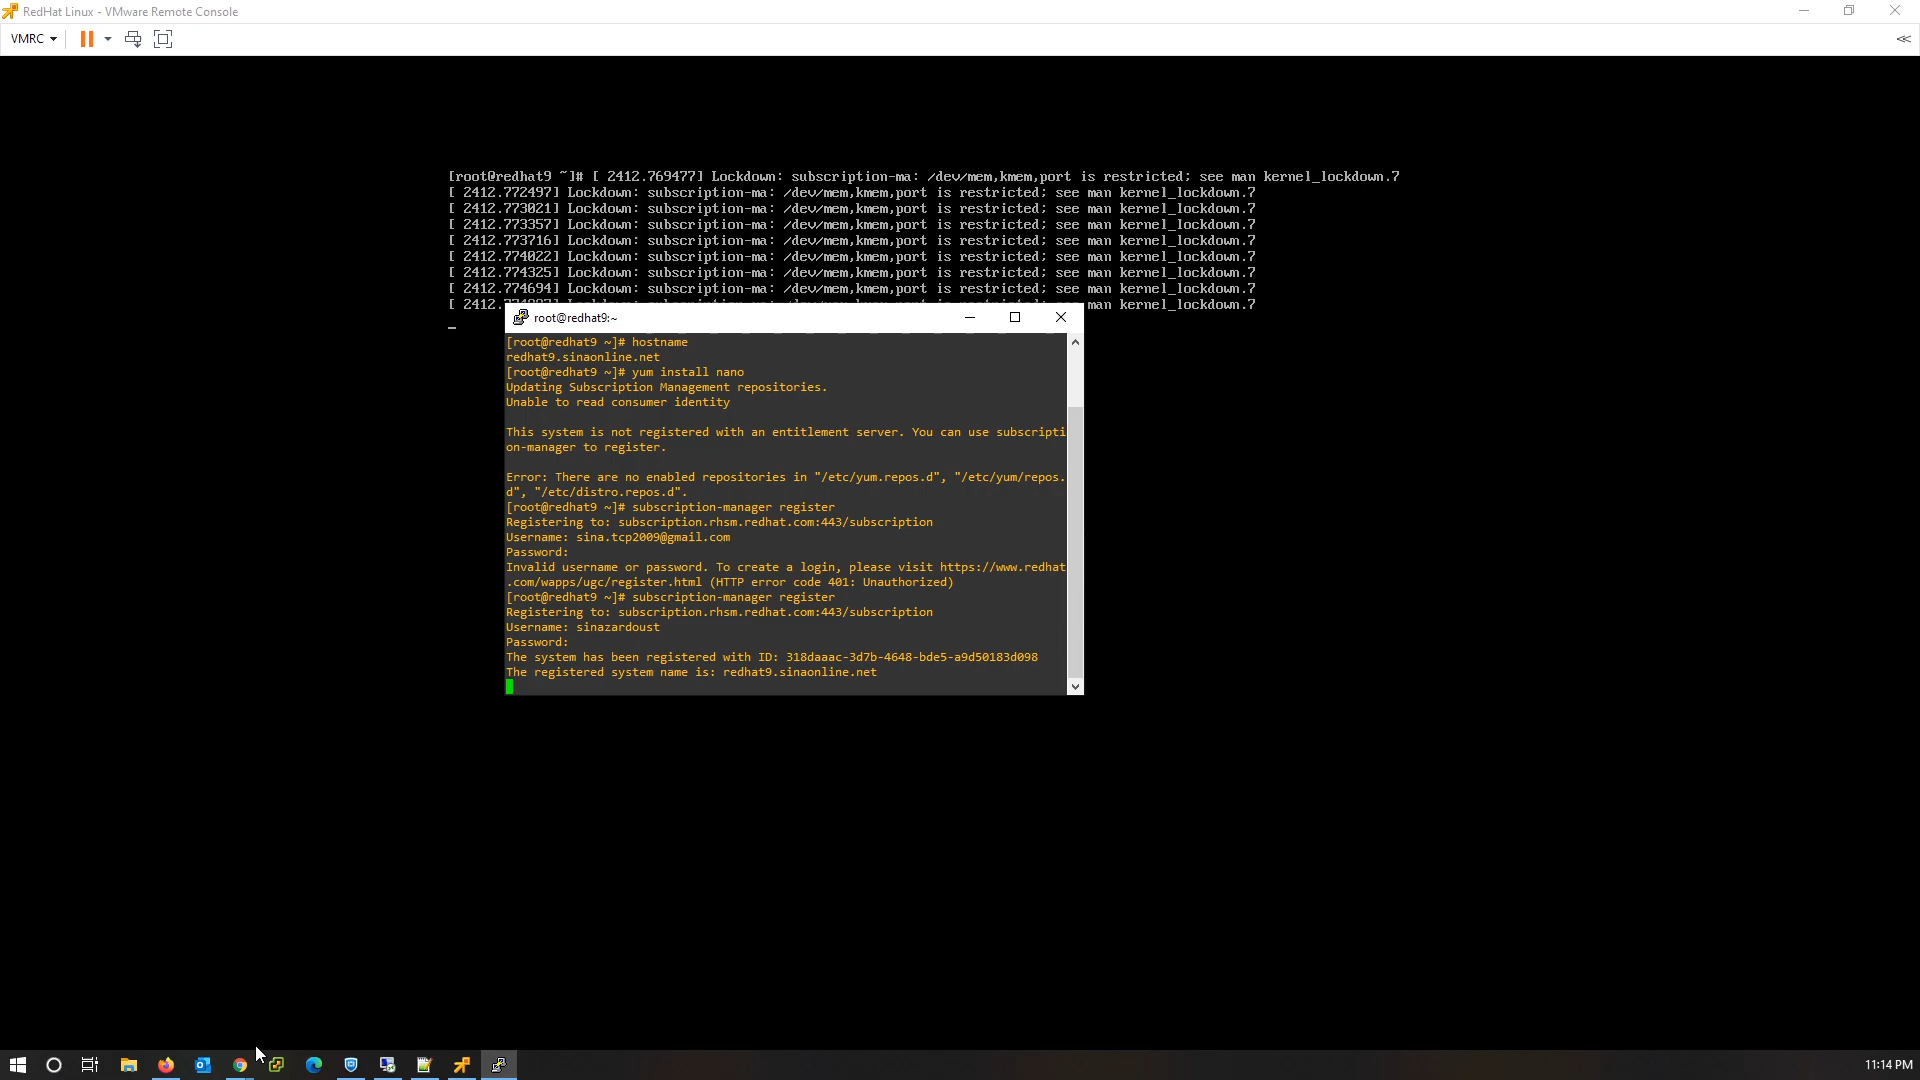 RedHat Linux - VMware Remote Console
VMRC
[root@redhat9 ~]# [ 2412.769477] Lockdown: subscription-ma: /dev/mem,kmem,port is restricted; see man kernel_lockdown.7
[ 2412.772497] Lockdown: subscription-ma: /dev/mem,kmem,port is restricted; see man kernel_lockdown.7
[ 2412.773021] Lockdown: subscription-ma: /dev/mem,kmem,port is restricted; see man kernel_lockdown.7
[ 2412.773357] Lockdown: subscription-ma: /dev/mem,kmem,port is restricted; see man kernel_lockdown.7
[ 2412.773716] Lockdown: subscription-ma: /dev/mem,kmem,port is restricted; see man kernel_lockdown.7
[ 2412.774022] Lockdown: subscription-ma: /dev/mem,kmem,port is restricted; see man kernel_lockdown.7
[ 2412.774325] Lockdown: subscription-ma: /dev/mem,kmem,port is restricted; see man kernel_lockdown.7
[ 2412.774694] Lockdown: subscription-ma: /dev/mem,kmem,port is restricted; see man kernel_lockdown.7
[ man kernel_lockdown.7
root@redhat9:~
[root@redhat9 ~]# hostname
redhat9.sinaonline.net
[root@redhat9 ~]# yum install nano
Updating Subscription Management repositories.
Unable to read consumer identity
This system is not registered with an entitlement server. You can use subscripti
on-manager to register.
Error: There are no enabled repositories in "/etc/yum.repos.d", "/etc/yum/repos.
d", "/etc/distro.repos.d".
[root@redhat9 ~]# subscription-manager register
Registering to: subscription.rhsm.redhat.com:443/subscription
Username: sina.tcp2009@gmail.com
Password:
Invalid username or password. To create a login, please visit https://www.redhat
.com/wapps/ugc/register.html (HTTP error code 401: Unauthorized)
[root@redhat9 ~]# subscription-manager register
Registering to: subscription.rhsm.redhat.com:443/subscription
Username: sinazardoust
Password:
The system has been registered with ID: 318daaac-3d7b-4648-bde5-a9d50183d098
The registered system name is: redhat9.sinaonline.net
11:14 PM